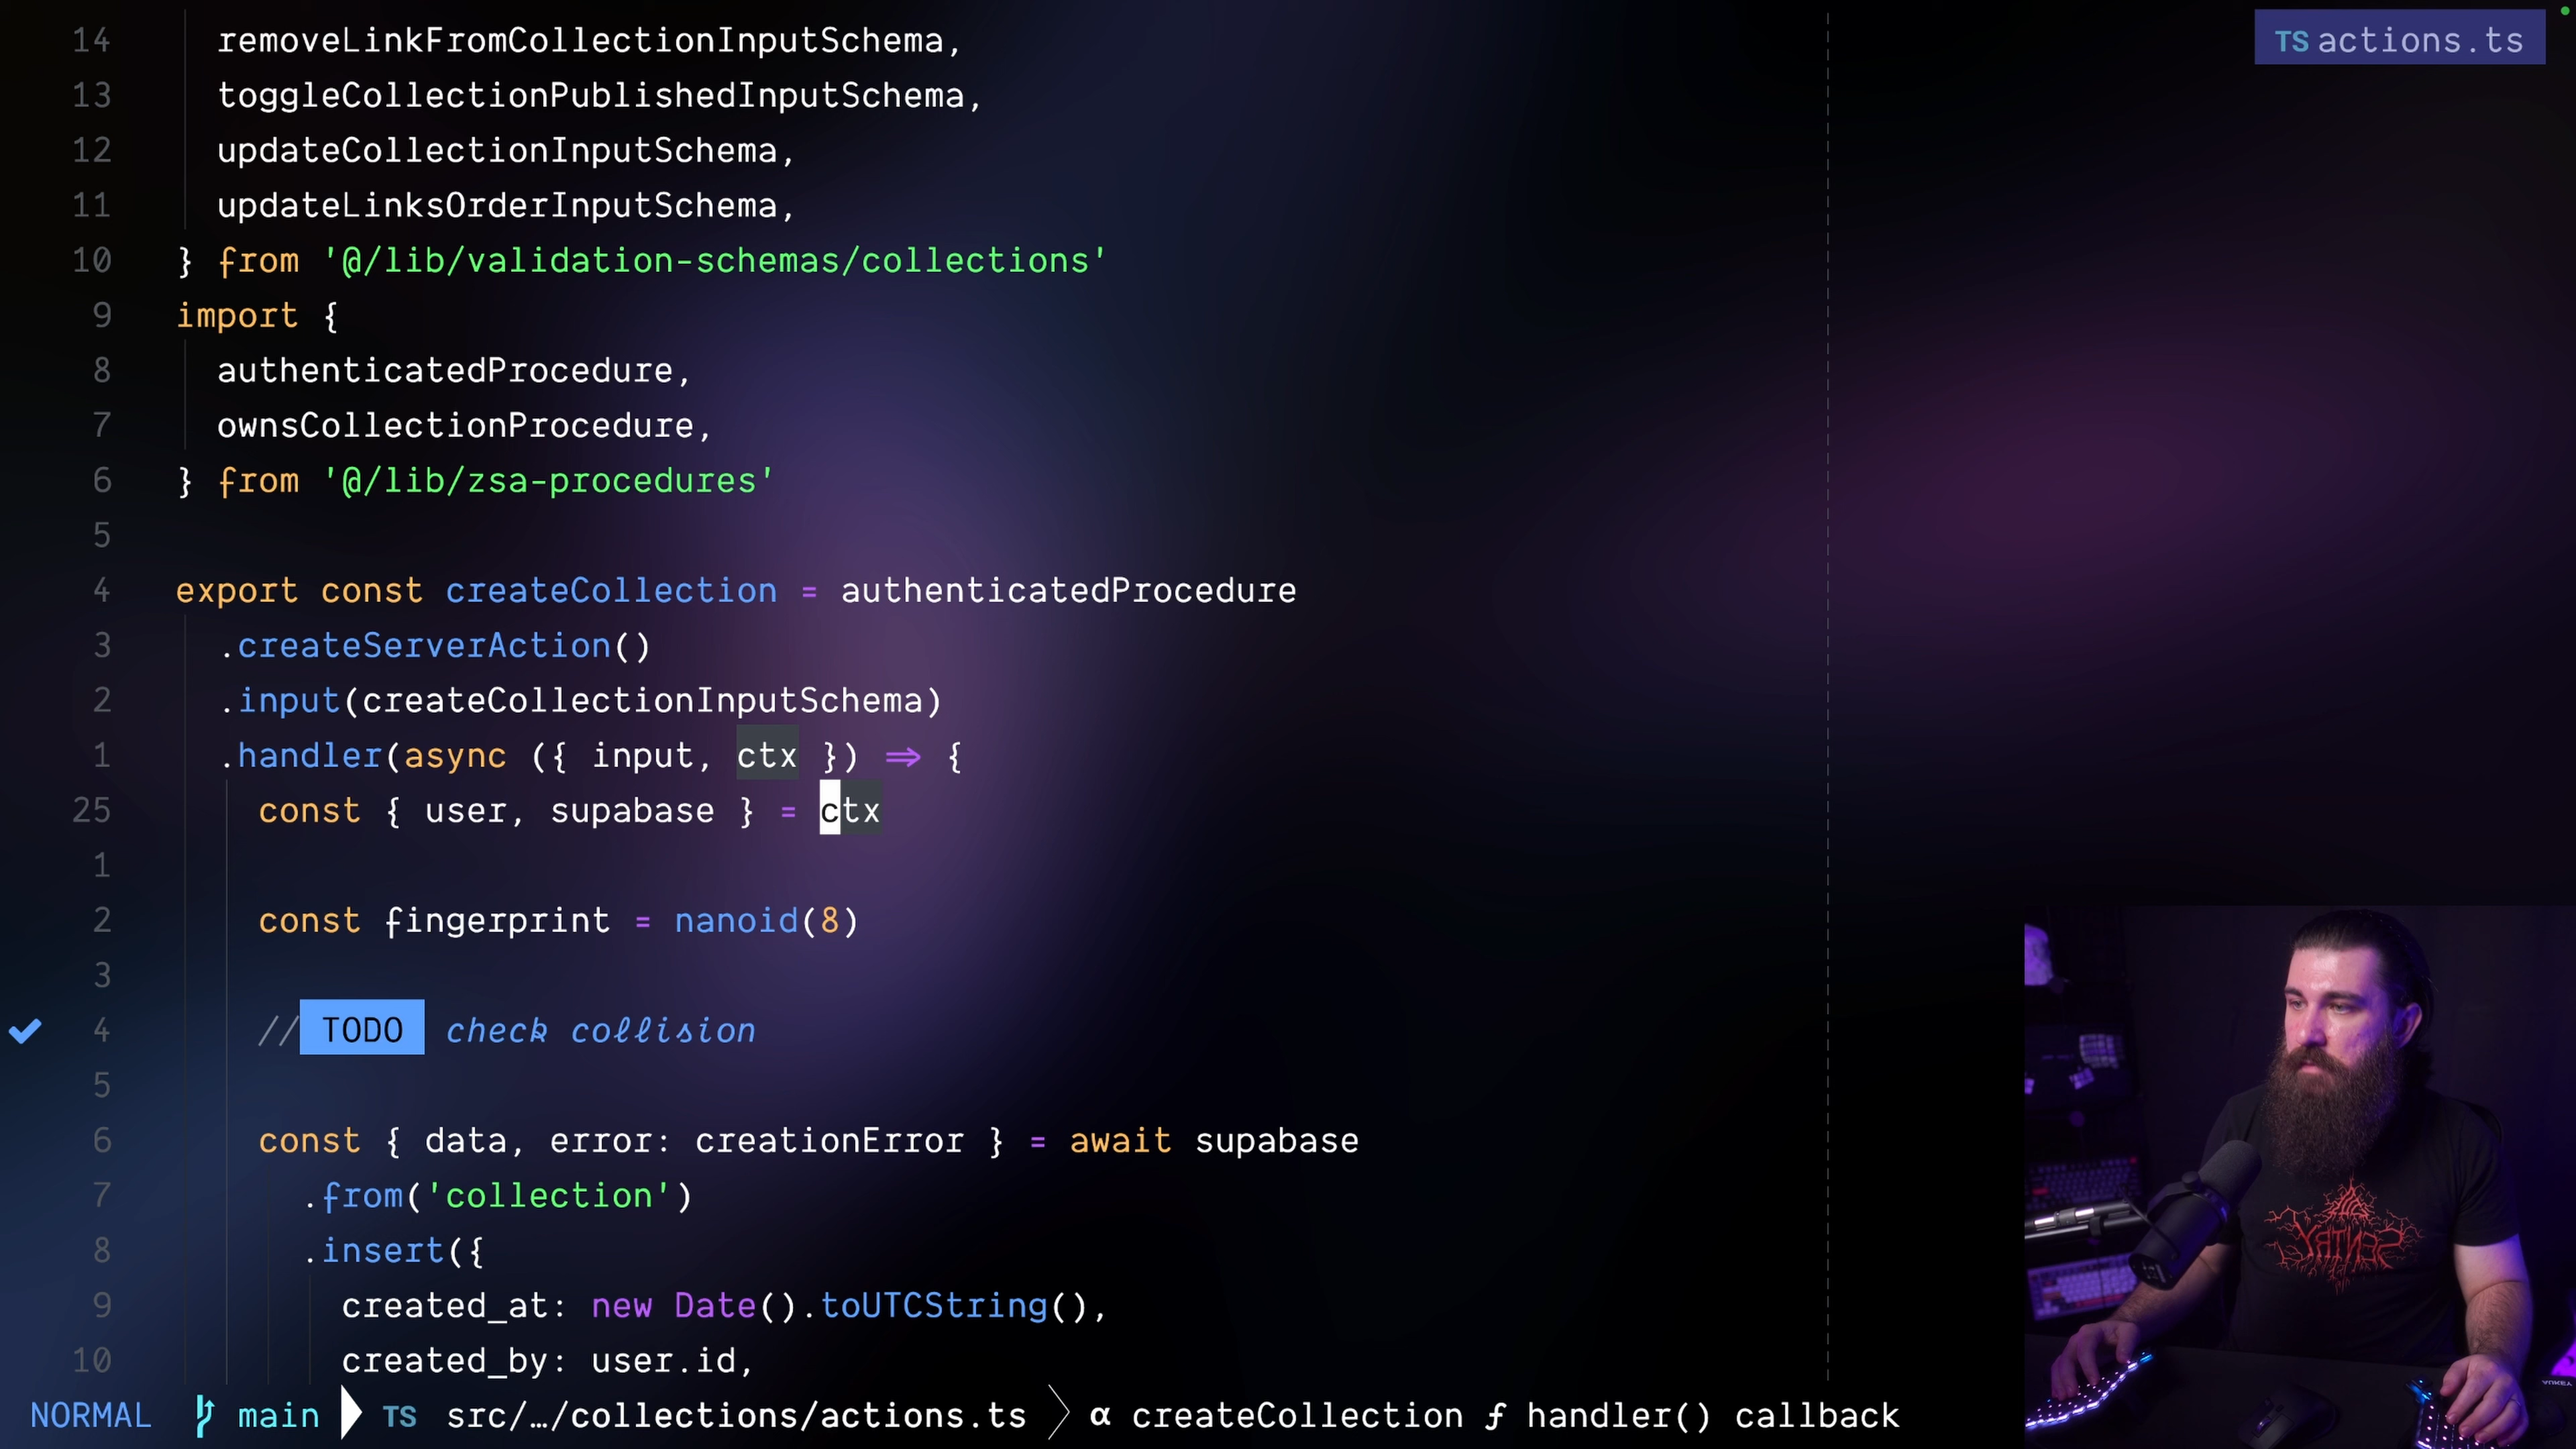 14 removeLinkFromCollectionInputSchema,
TS actions.ts
13 toggleCollectionPublishedInputSchema,
12 updateCollectionInputSchema,
11 updateLinksOrderInputSchema,
10 } from '@/lib/validation-schemas/collections'
9 import {
8 authenticatedProcedure,
7 ownsCollectionProcedure,
6 } from '@/lib/zsa-procedures'
5
4 export const createCollection = authenticatedProcedure
3 .createServerAction()
2 .input(createCollectionInputSchema)
1 .handler(async ({ input, ctx }) => {
25 const { user, supabase } = ctx
1
2 const fingerprint = nanoid(8)
3
4 // TODO check collision
5
6 const { data, error: creationError } = await supabase
7 .from('collection')
8 .insert({
9 created_at: new Date().toUTCString(),
10 created_by: user.id,
SENTRY
NORMAL main TS src/…/collections/actions.ts α createCollection ƒ handler() callback